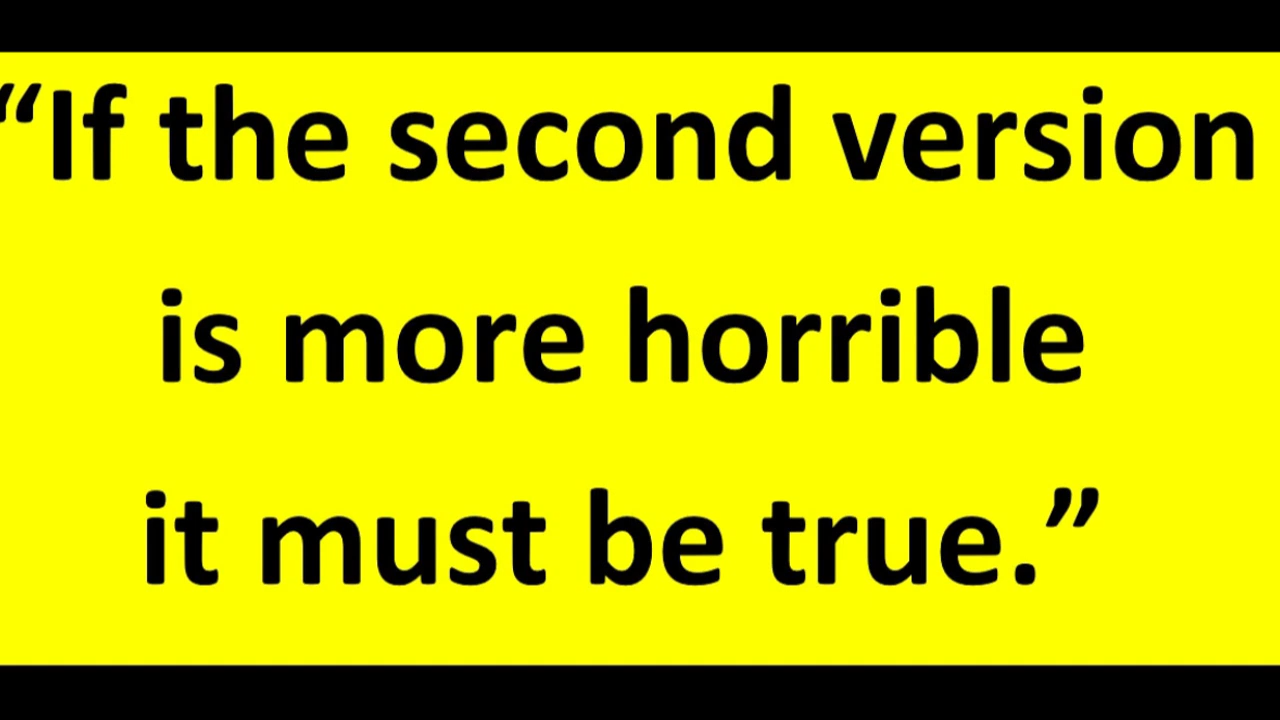 “If the second version
is more horrible
it must be true.”